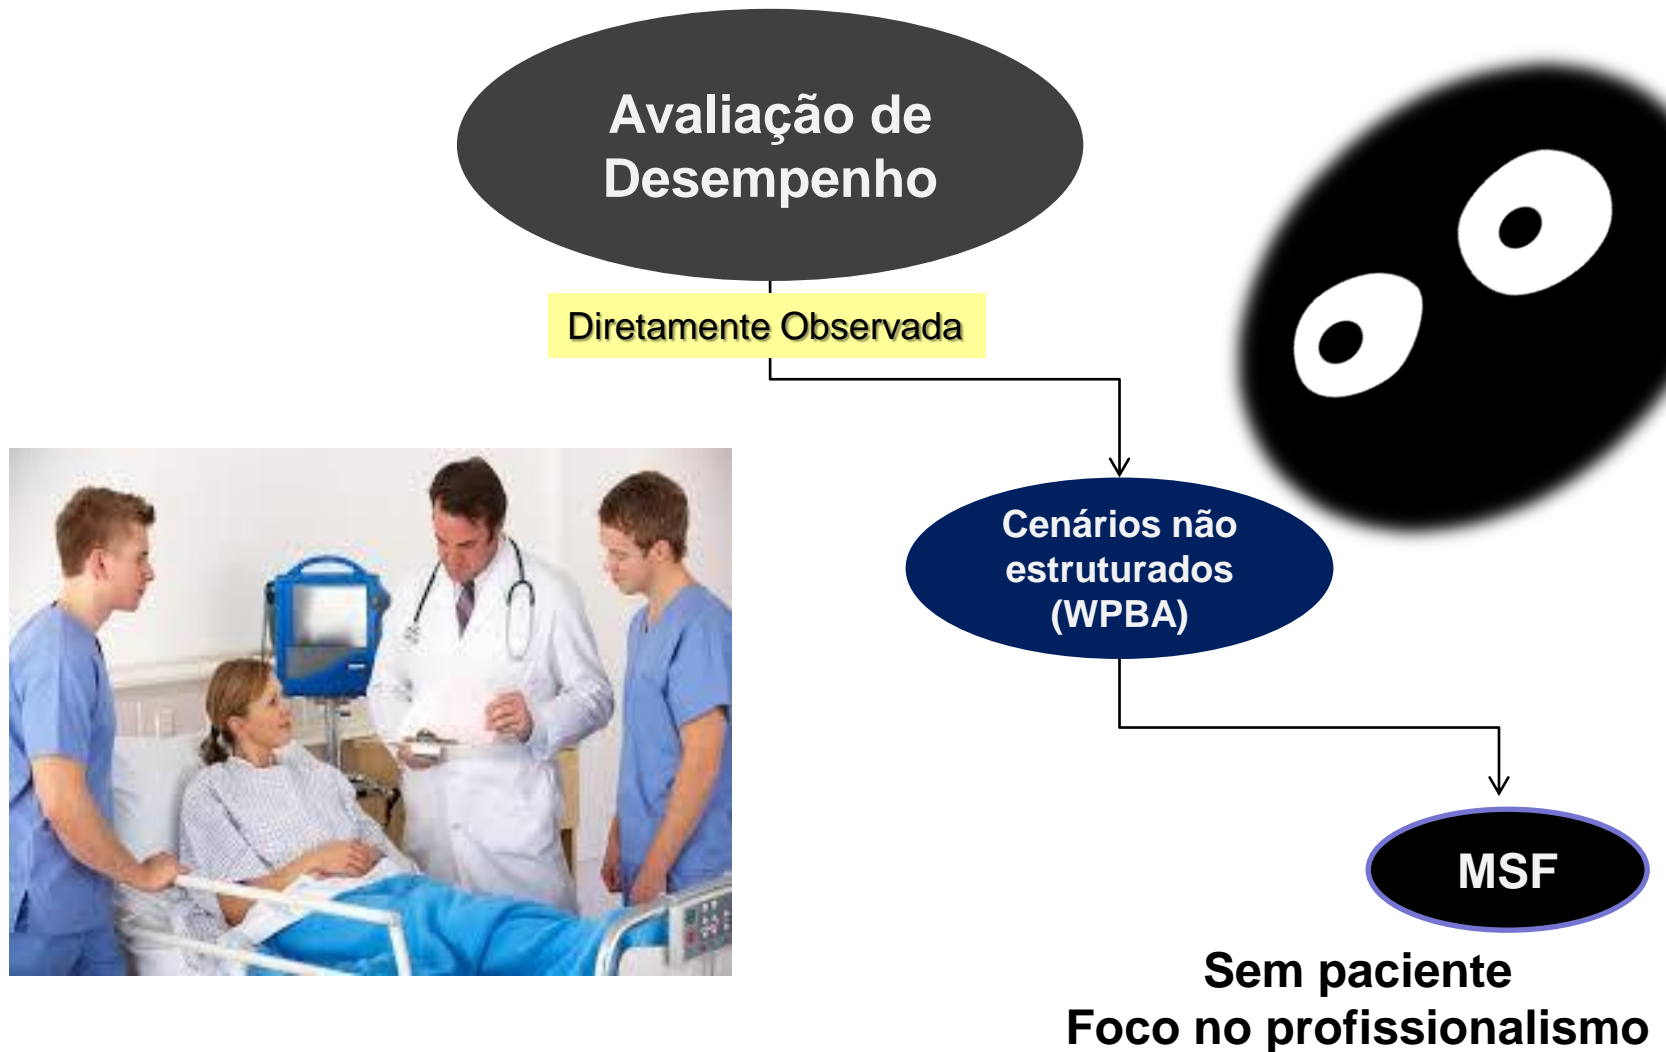 Avaliação de
Desempenho
Diretamente Observada
Cenários não
estruturados
(WPBA)
MSF
Sem paciente
Foco no profissionalismo